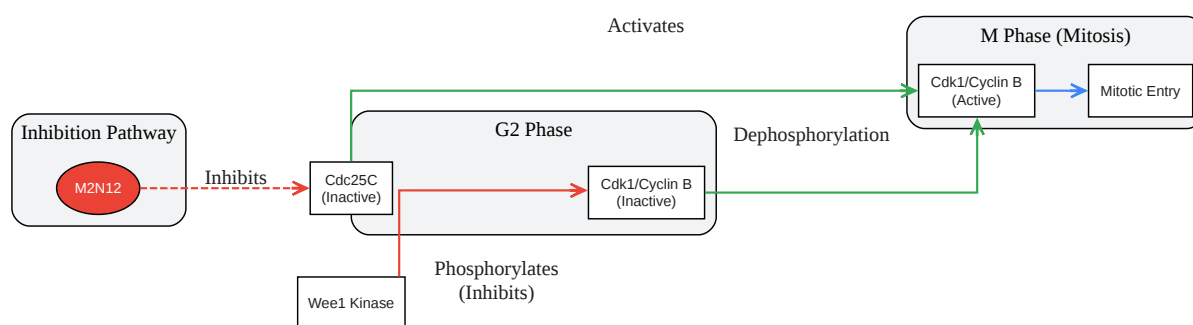 Activates
M Phase (Mitosis)
Cdk1/Cyclin B
(Active)
Mitotic Entry
Inhibition Pathway
M2N12
Inhibits
G2 Phase
Dephosphorylation
Cdc25C
(Inactive)
Cdk1/Cyclin B
(Inactive)
Phosphorylates
(Inhibits)
Wee1 Kinase